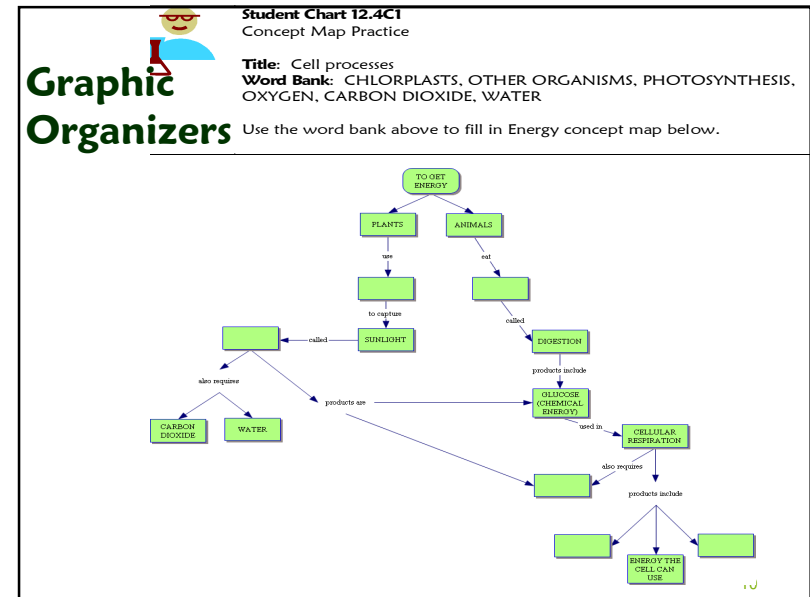 Graphic
Organizers
Student Chart 12.4C1
Concept Map Practice
Title: Cell processes
Word Bank: CHLORPLASTS, OTHER ORGANISMS, PHOTOSYNTHESIS,
OXYGEN, CARBON DIOXIDE, WATER
Use the word bank above to fill in Energy concept map below.
TO GET
ENERGY
PLANTS
ANIMALS
use
eat
to capture
called
called
SUNLIGHT
DIGESTION
also requires
products include
products are
GLUCOSE
(CHEMICAL
ENERGY)
CARBON
DIOXIDE
WATER
used in
CELLULAR
RESPIRATION
also requires
products include
ENERGY THE
CELL CAN
USE